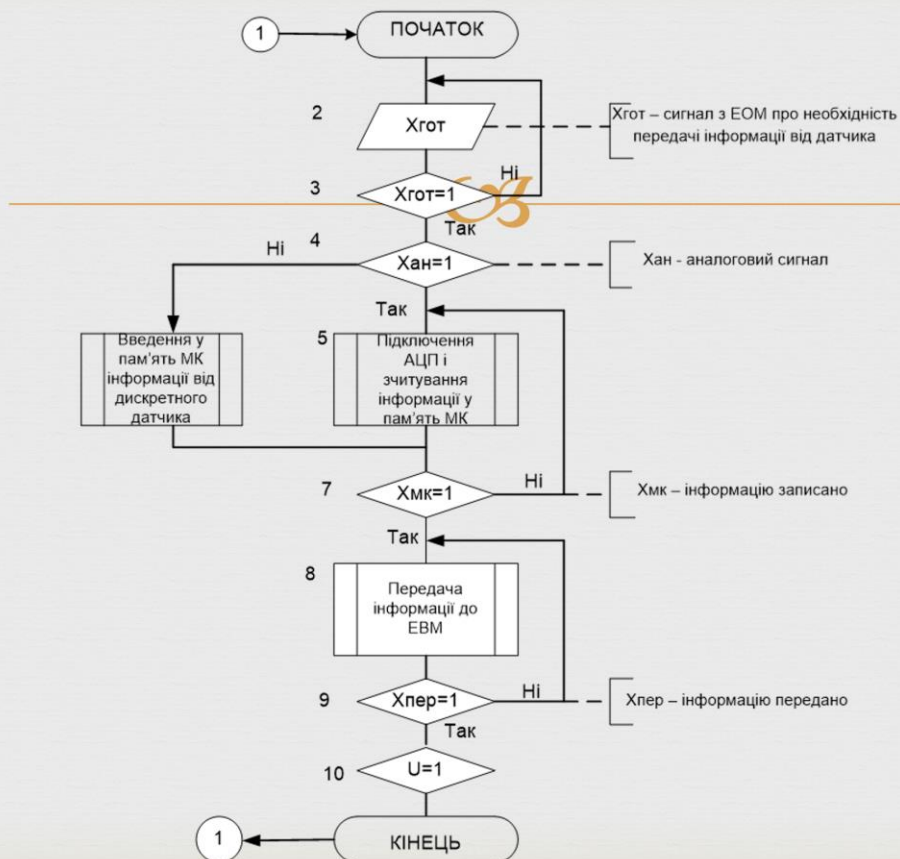 1
ПОЧАТОК
2
Хгот
Хгот – сигнал з ЕОМ про необхідність
передачі інформації від датчика
3
Хгот=1
Ні
Так
4
Ні
Хан=1
Хан - аналоговий сигнал
Так
Введення у
пам'ять МК
інформації від
дискретного
датчика
5
Підключення
АЦП і
зчитування
інформації у
пам'ять МК
7
Хмк=1
Ні
Хмк – інформацію записано
Так
8
Передача
інформації до
ЕВМ
9
Хпер=1
Ні
Хпер – інформацію передано
Так
10
U=1
1
КІНЕЦЬ